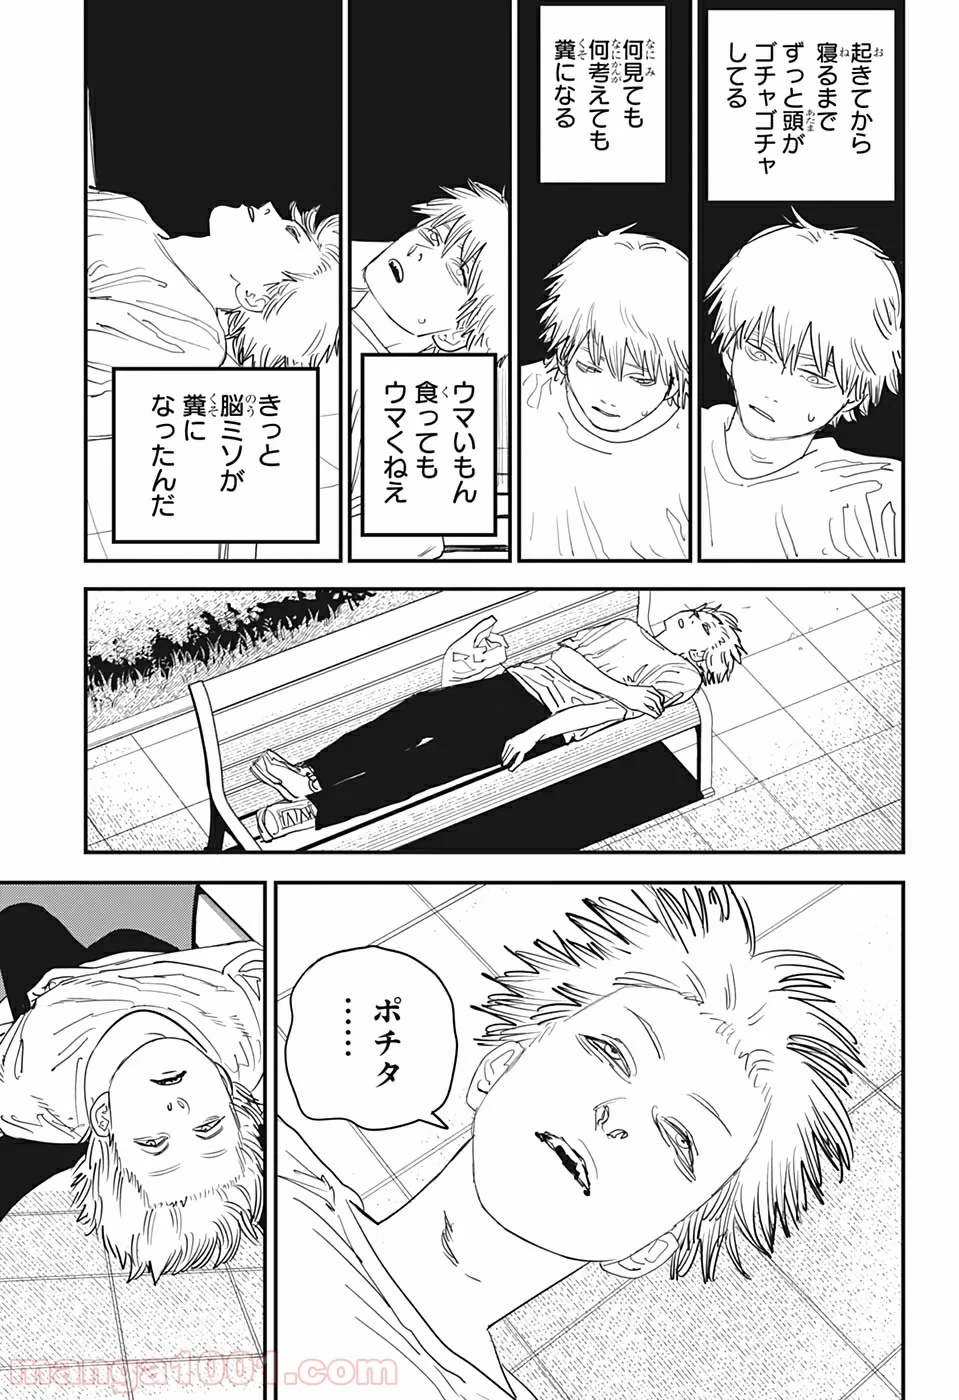 起きてから
寝るまで
ずっと頭が
ゴチャゴチャ
してる
何見ても
何考えても
糞になる
ウマいもん
食っても
ウマくねえ
きっと
脳ミソが
糞に
なったんだ
ポチタ
……
manga1001.com